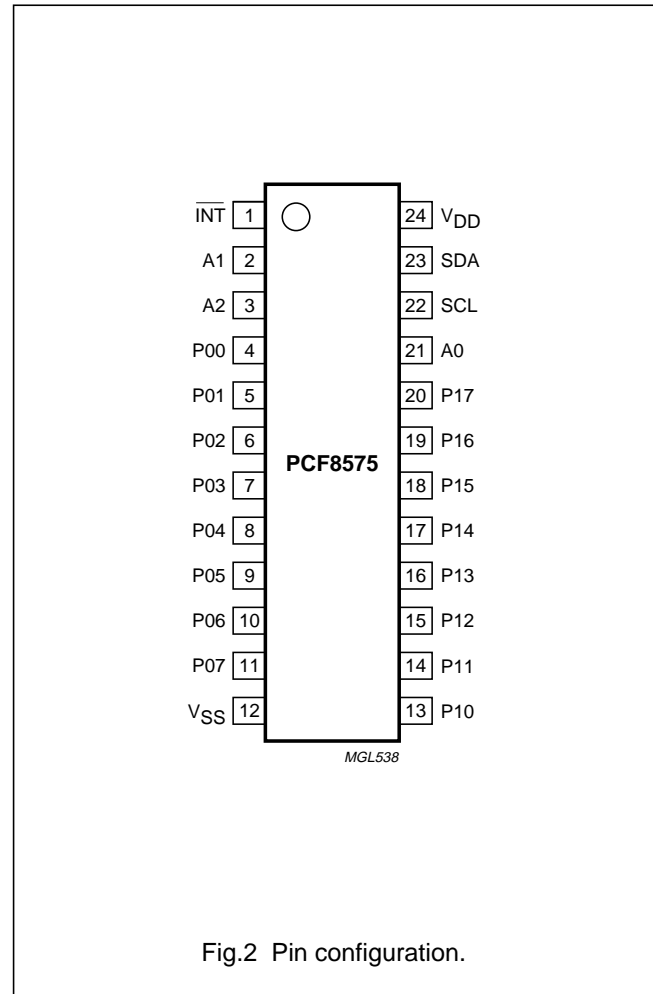 I̅N̅T̅ 1 24 VDD
A1 2 23 SDA
A2 3 22 SCL
P00 4 21 A0
P01 5 20 P17
P02 6 19 P16
PCF8575
P03 7 18 P15
P04 8 17 P14
P05 9 16 P13
P06 10 15 P12
P07 11 14 P11
VSS 12 13 P10
MGL538
Fig.2 Pin configuration.